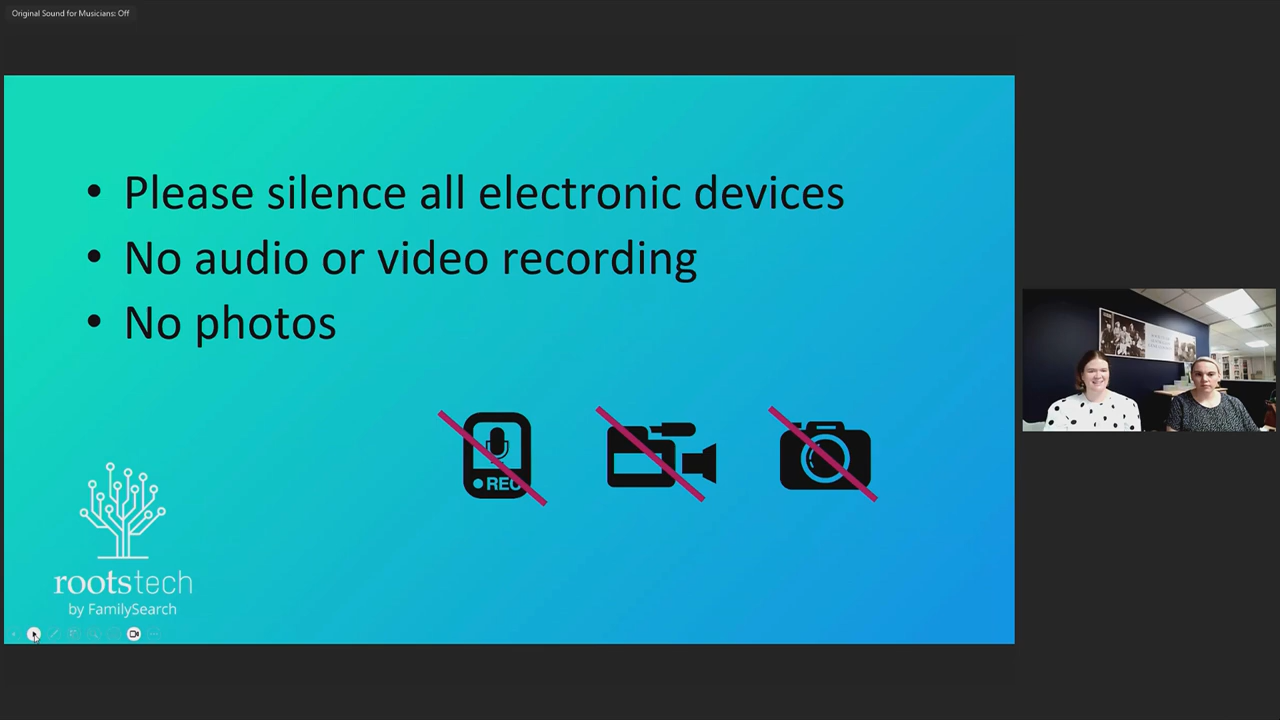 Original Sound for Musicians: Off
• Please silence all electronic devices
• No audio or video recording
• No photos
REC
rootstech
by FamilySearch